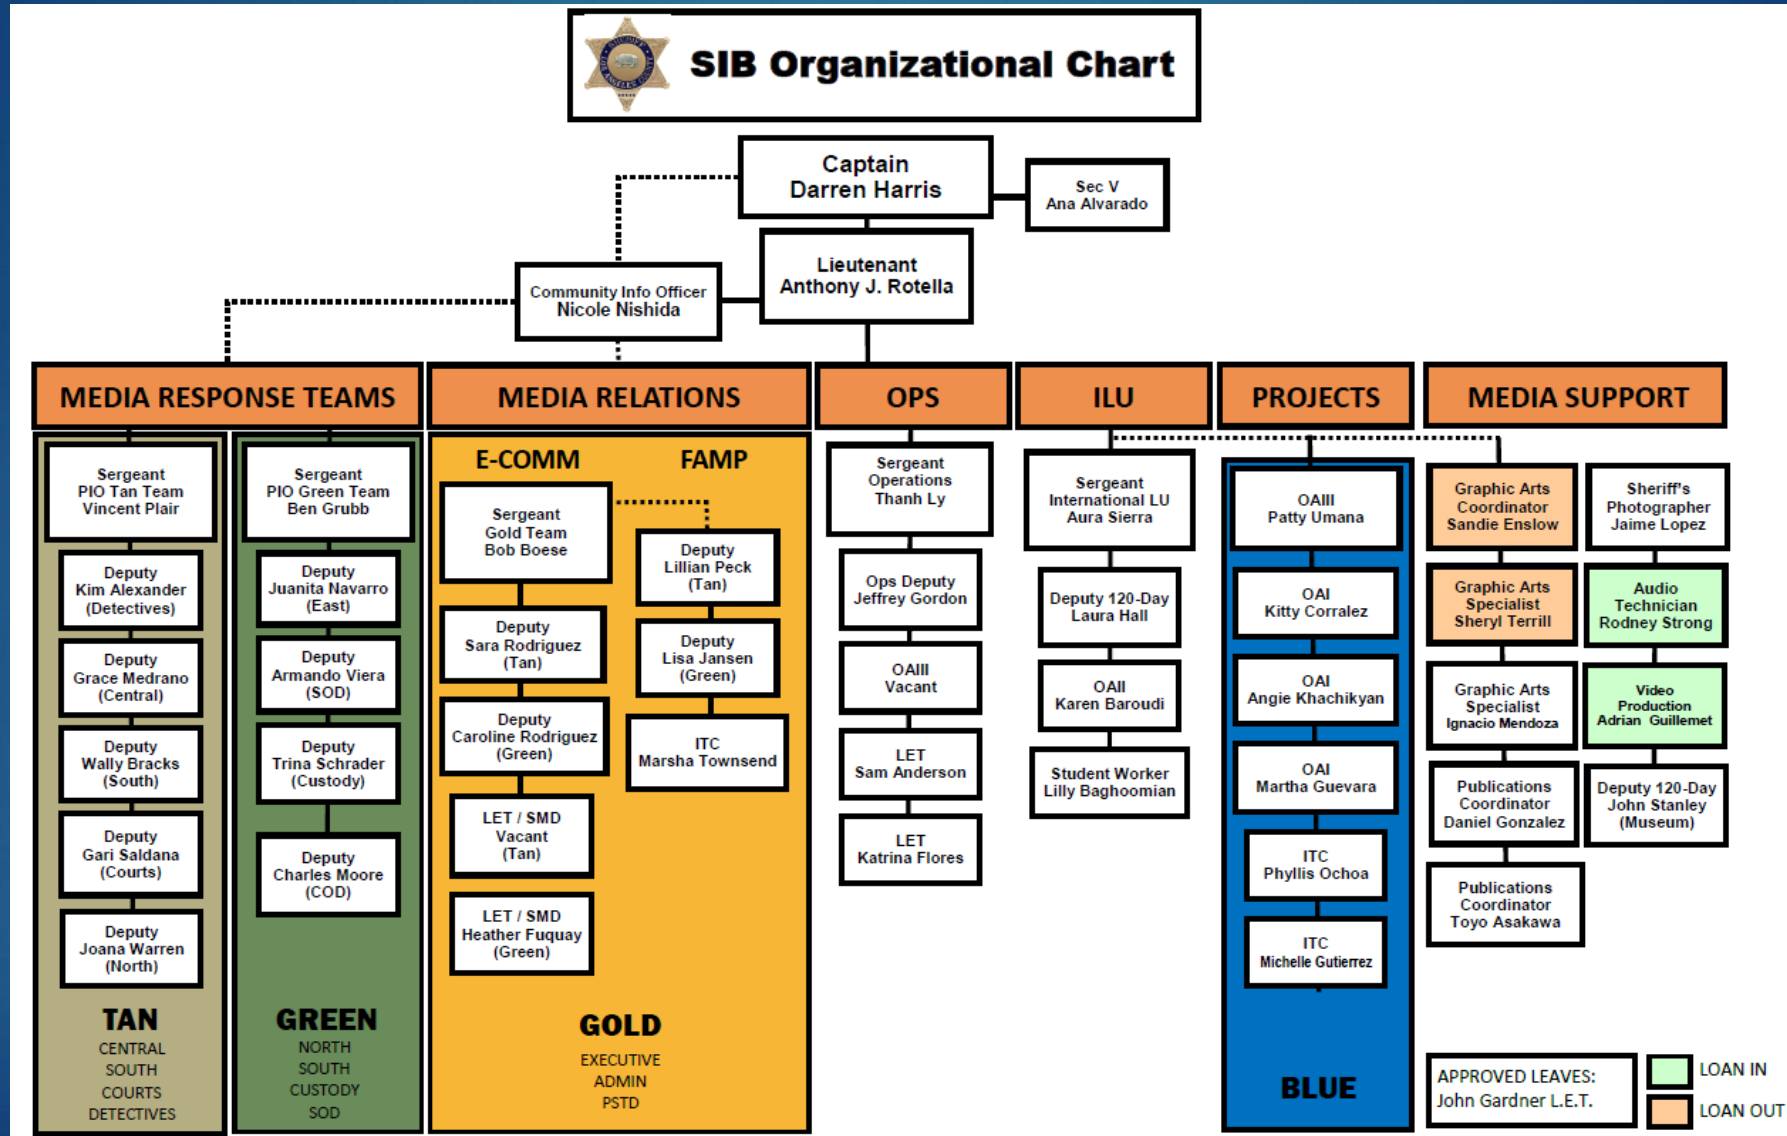 SIB Organizational Chart
Captain
Darren Harris
Sec V
Ana Alvarado
Lieutenant
Anthony J. Rotella
Community Info Officer
Nicole Nishida
MEDIA RESPONSE TEAMS
Sergeant
PIO Tan Team
Vincent Plair
Deputy
Kim Alexander
(Detectives)
Deputy
Grace Medrano
(Central)
Deputy
Wally Bracks
(South)
Deputy
Gari Saldana
(Courts)
Deputy
Joana Warren
(North)
TAN
CENTRAL
SOUTH
COURTS
DETECTIVES
Sergeant
PIO Green Team
Ben Grubb
Deputy
Juanita Navarro
(East)
Deputy
Armando Viera
(SOD)
Deputy
Trina Schrader
(Custody)
Deputy
Charles Moore
(COD)
GREEN
NORTH
SOUTH
CUSTODY
SOD
MEDIA RELATIONS
E-COMM
Sergeant
Gold Team
Bob Boese
Deputy
Sara Rodriguez
(Tan)
Deputy
Caroline Rodriguez
(Green)
LET / SMD
Vacant
(Tan)
LET / SMD
Heather Fuquay
(Green)
FAMP
Deputy
Lillian Peck
(Tan)
Deputy
Lisa Jansen
(Green)
ITC
Marsha Townsend
GOLD
EXECUTIVE
ADMIN
PSTD
OPS
Sergeant
Operations
Thanh Ly
Ops Deputy
Jeffrey Gordon
OAIII
Vacant
LET
Sam Anderson
LET
Katrina Flores
ILU
Sergeant
International LU
Aura Sierra
Deputy 120-Day
Laura Hall
OAII
Karen Baroudi
Student Worker
Lilly Baghoomian
PROJECTS
OAIII
Patty Umana
OAI
Kitty Corralez
OAI
Angie Khachikyan
OAI
Martha Guevara
ITC
Phyllis Ochoa
ITC
Michelle Gutierrez
BLUE
MEDIA SUPPORT
Graphic Arts
Coordinator
Sandie Enslow
Graphic Arts
Specialist
Sheryl Terrill
Graphic Arts
Specialist
Ignacio Mendoza
Publications
Coordinator
Daniel Gonzalez
Publications
Coordinator
Toyo Asakawa
Sheriff's
Photographer
Jaime Lopez
Audio
Technician
Rodney Strong
Video
Production
Adrian Guillemet
Deputy 120-Day
John Stanley
(Museum)
APPROVED LEAVES:
John Gardner L.E.T.
LOAN IN
LOAN OUT